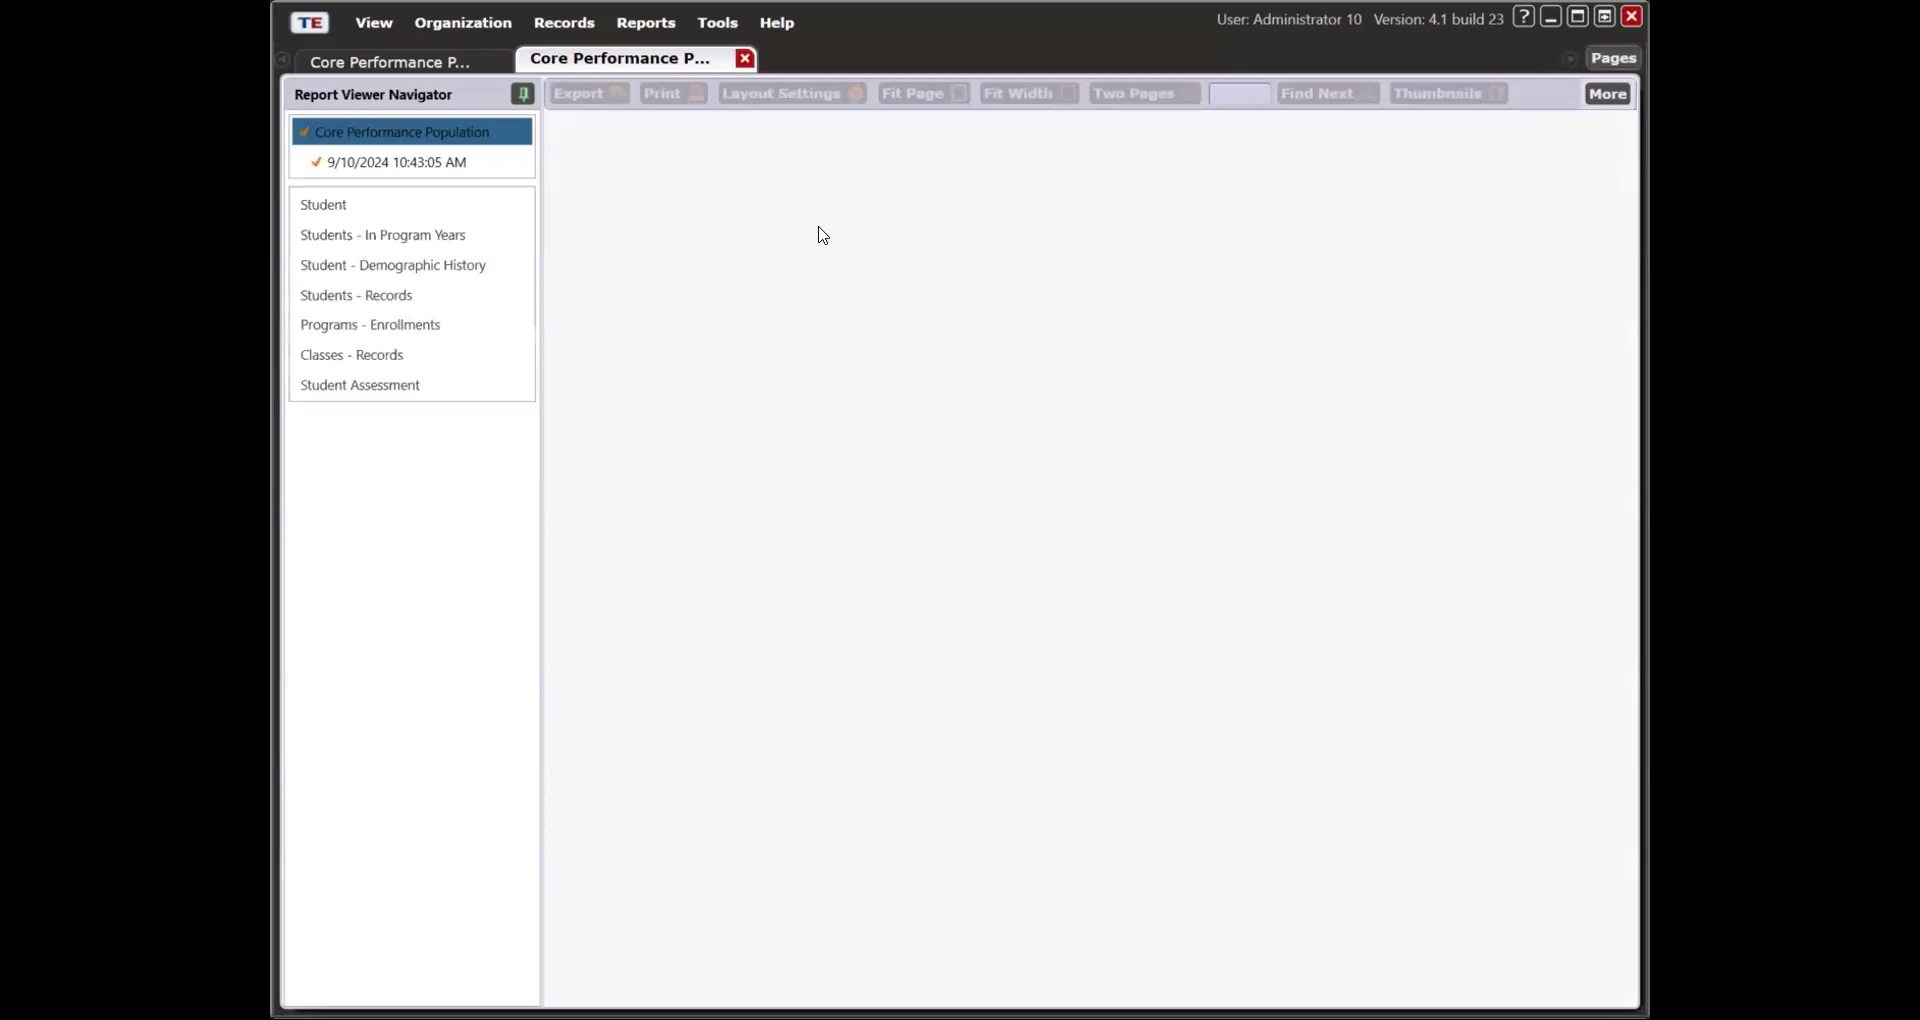 TE View Organization Records Reports Tools Help User: Administrator 10 Version: 4.1 build 23 ?
Core Performance P... Core Performance P... Pages
Report Viewer Navigator Export Print Layout Settings Fit Page Fit Width Two Pages Find Next Thumbnails More
Core Performance Population
9/10/2024 10:43:05 AM
Student
Students - In Program Years
Student - Demographic History
Students - Records
Programs - Enrollments
Classes - Records
Student Assessment